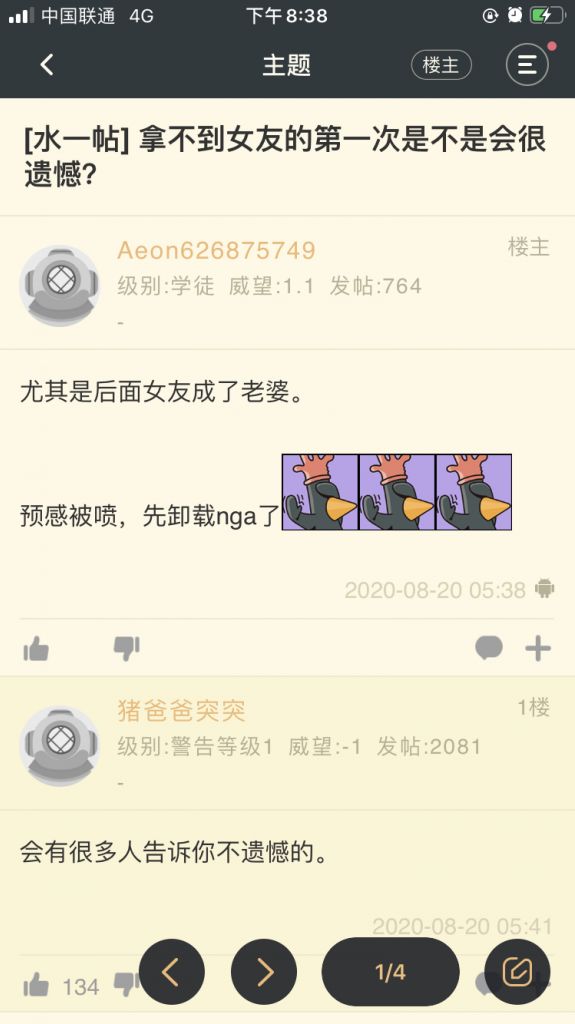 中国联通 4G 下午8:38
主题 楼主
[水一帖] 拿不到女友的第一次是不是会很
遗憾?
Aeon626875749 楼主
级别:学徒 威望:1.1 发帖:764
-
尤其是后面女友成了老婆。
预感被喷，先卸载nga了
2020-08-20 05:38
猪爸爸突突 1楼
级别:警告等级1 威望:-1 发帖:2081
-
会有很多人告诉你不遗憾的。
2020-08-20 05:41
134 1/4